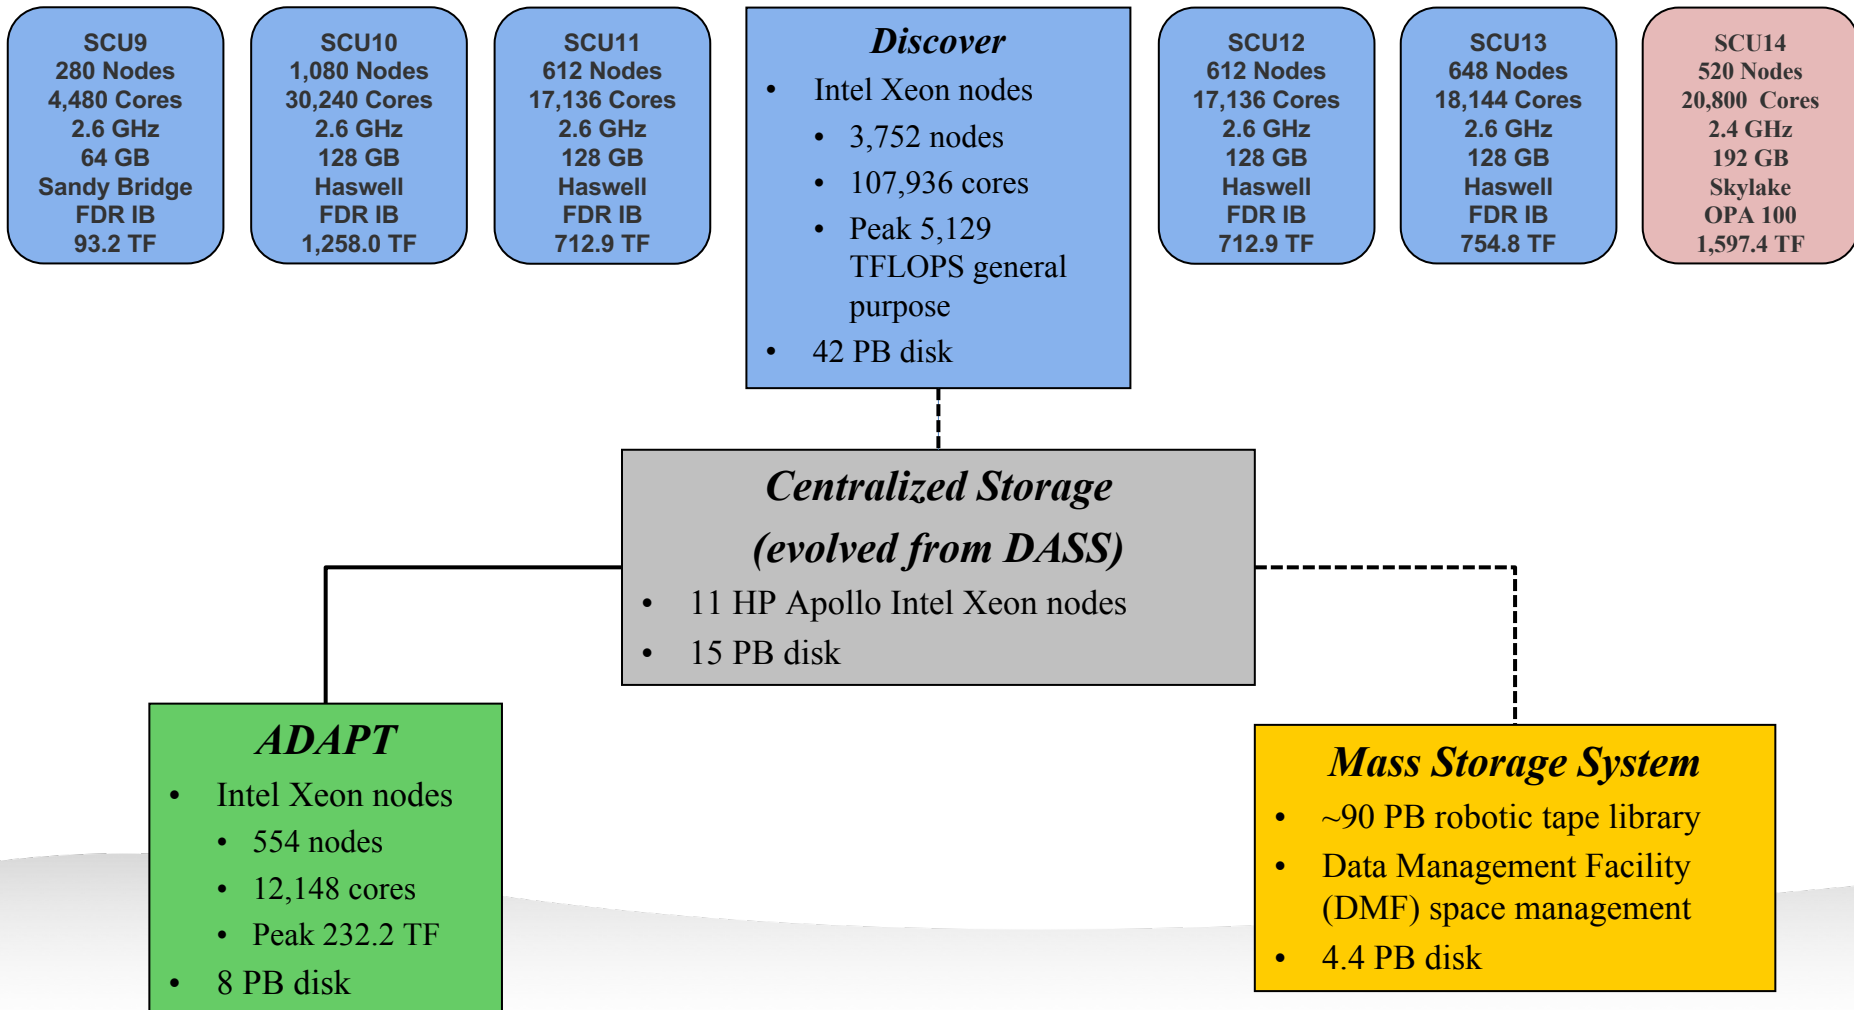 SCU9
280 Nodes
4,480 Cores
2.6 GHz
64 GB
Sandy Bridge
FDR IB
93.2 TF
SCU10
1,080 Nodes
30,240 Cores
2.6 GHz
128 GB
Haswell
FDR IB
1,258.0 TF
SCU11
612 Nodes
17,136 Cores
2.6 GHz
128 GB
Haswell
FDR IB
712.9 TF
Discover
• Intel Xeon nodes
• 3,752 nodes
• 107,936 cores
• Peak 5,129
TFLOPS general
purpose
• 42 PB disk
SCU12
612 Nodes
17,136 Cores
2.6 GHz
128 GB
Haswell
FDR IB
712.9 TF
SCU13
648 Nodes
18,144 Cores
2.6 GHz
128 GB
Haswell
FDR IB
754.8 TF
SCU14
520 Nodes
20,800 Cores
2.4 GHz
192 GB
Skylake
OPA 100
1,597.4 TF
Centralized Storage
(evolved from DASS)
• 11 HP Apollo Intel Xeon nodes
• 15 PB disk
ADAPT
• Intel Xeon nodes
• 554 nodes
• 12,148 cores
• Peak 232.2 TF
• 8 PB disk
Mass Storage System
• ~90 PB robotic tape library
• Data Management Facility
(DMF) space management
• 4.4 PB disk